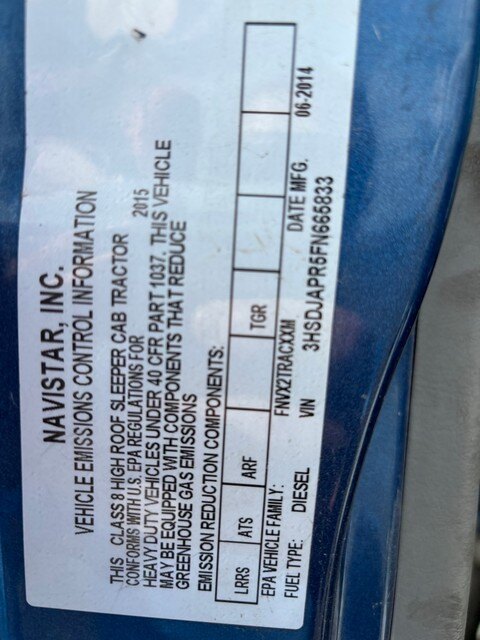 NAVISTAR, INC.
VEHICLE EMISSIONS CONTROL INFORMATION
THIS CLASS 8 HIGH ROOF SLEEPER CAB TRACTOR
CONFORMS WITH U.S. EPA REGULATIONS FOR 2015
HEAVY DUTY VEHICLES UNDER 40 CFR PART 1037. THIS VEHICLE
MAY BE EQUIPPED WITH COMPONENTS THAT REDUCE
GREENHOUSE GAS EMISSIONS
EMISSION REDUCTION COMPONENTS:
LRRS
ATS ARF TGR
EPA VEHICLE FAMILY: FNVX2TRACXXM DATE MFG. 06-2014
FUEL TYPE: DIESEL VIN 3HSDJAPR5FN665833